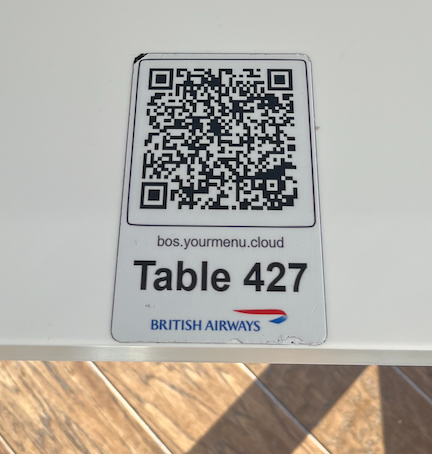 bos.yourmenu.cloud
Table 427
BRITISH AIRWAYS